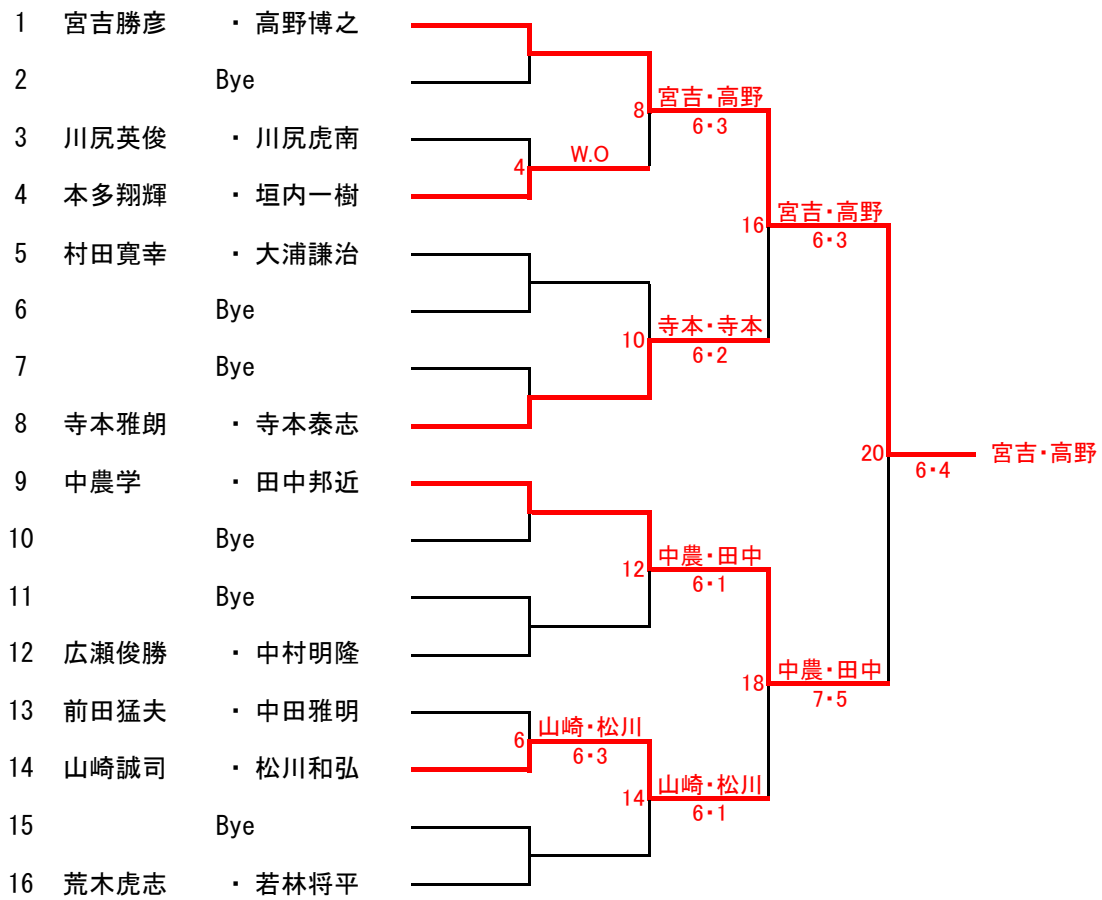 1 宮吉勝彦 ・ 高野博之
2 Bye
8 宮吉・高野
6・3
3 川尻英俊 ・ 川尻虎南
4 W.O
4 本多翔輝 ・ 垣内一樹
16 宮吉・高野
6・3
5 村田寛幸 ・ 大浦謙治
6 Bye
10 寺本・寺本
6・2
7 Bye
8 寺本雅朗 ・ 寺本泰志
20 宮吉・高野
6・4
9 中農学 ・ 田中邦近
10 Bye
12 中農・田中
6・1
11 Bye
12 広瀬俊勝 ・ 中村明隆
18 中農・田中
7・5
13 前田猛夫 ・ 中田雅明
6 山崎・松川
6・3
14 山崎誠司 ・ 松川和弘
14 山崎・松川
6・1
15 Bye
16 荒木虎志 ・ 若林将平